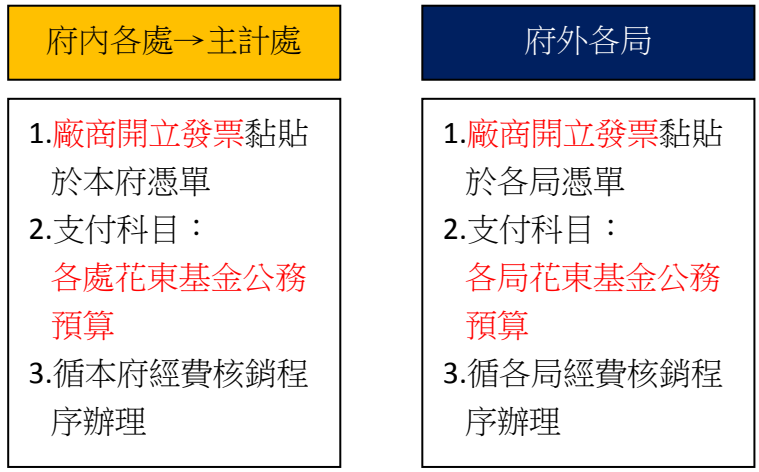 府內各處→主計處
1.廠商開立發票黏貼
於本府憑單
2.支付科目：
各處花東基金公務
預算
3.循本府經費核銷程
序辦理
府外各局
1.廠商開立發票黏貼
於各局憑單
2.支付科目：
各局花東基金公務
預算
3.循各局經費核銷程
序辦理